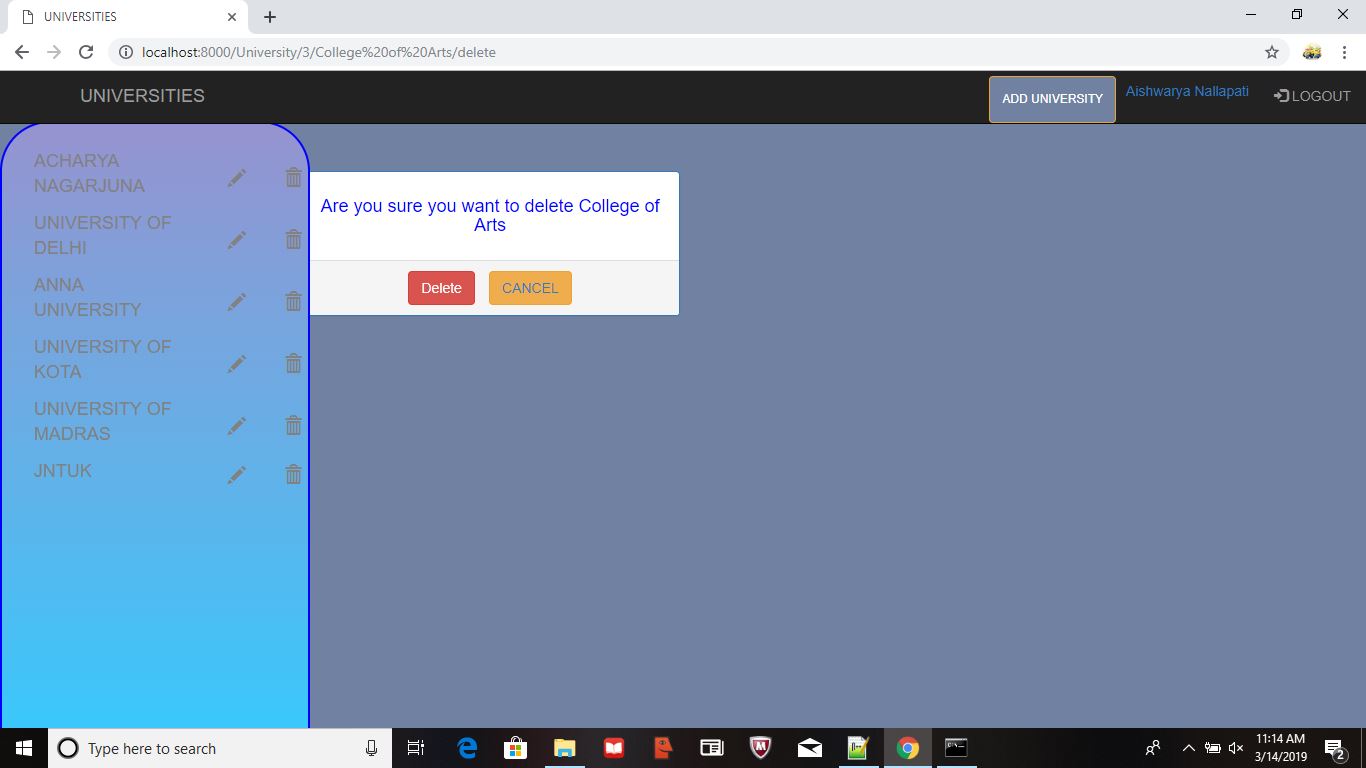 UNIVERSITIES
localhost:8000/University/3/College%20of%20Arts/delete
UNIVERSITIES
ADD UNIVERSITY
Aishwarya Nallapati
LOGOUT
ACHARYA
NAGARJUNA
UNIVERSITY OF
DELHI
ANNA
UNIVERSITY
UNIVERSITY OF
KOTA
UNIVERSITY OF
MADRAS
JNTUK
Are you sure you want to delete College of
Arts
Delete
CANCEL
Type here to search
11:14 AM
3/14/2019
2